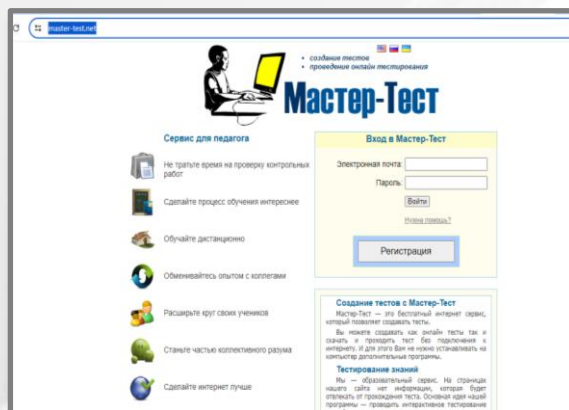 master-test.net
создание тестов
проведение онлайн тестирования
Мастер-Тест
Сервис для педагога
Не тратьте время на проверку контрольных
работ
Сделайте процесс обучения интереснее
Обучайте дистанционно
Обменивайтесь опытом с коллегами
Расширьте круг своих учеников
Станьте частью коллективного разума
Сделайте интернет лучше
Вход в Мастер-Тест
Электронная почта:
Пароль:
Войти
Нужна помощь?
Регистрация
Создание тестов с Мастер-Тест
Мастер-Тест — это бесплатный интернет сервис,
который позволяет создавать тесты.
Вы можете создавать как онлайн тесты так и
скачать и проходить тест без подключения к
интернету. И для этого Вам не нужно устанавливать на
компьютер дополнительные программы.
Тестирование знаний
Мы — образовательный сервис. На страницах
нашего сайта нет информации, которая будет
отвлекать от прохождения теста. Основная идея нашей
программы — проводить интерактивное тестирование